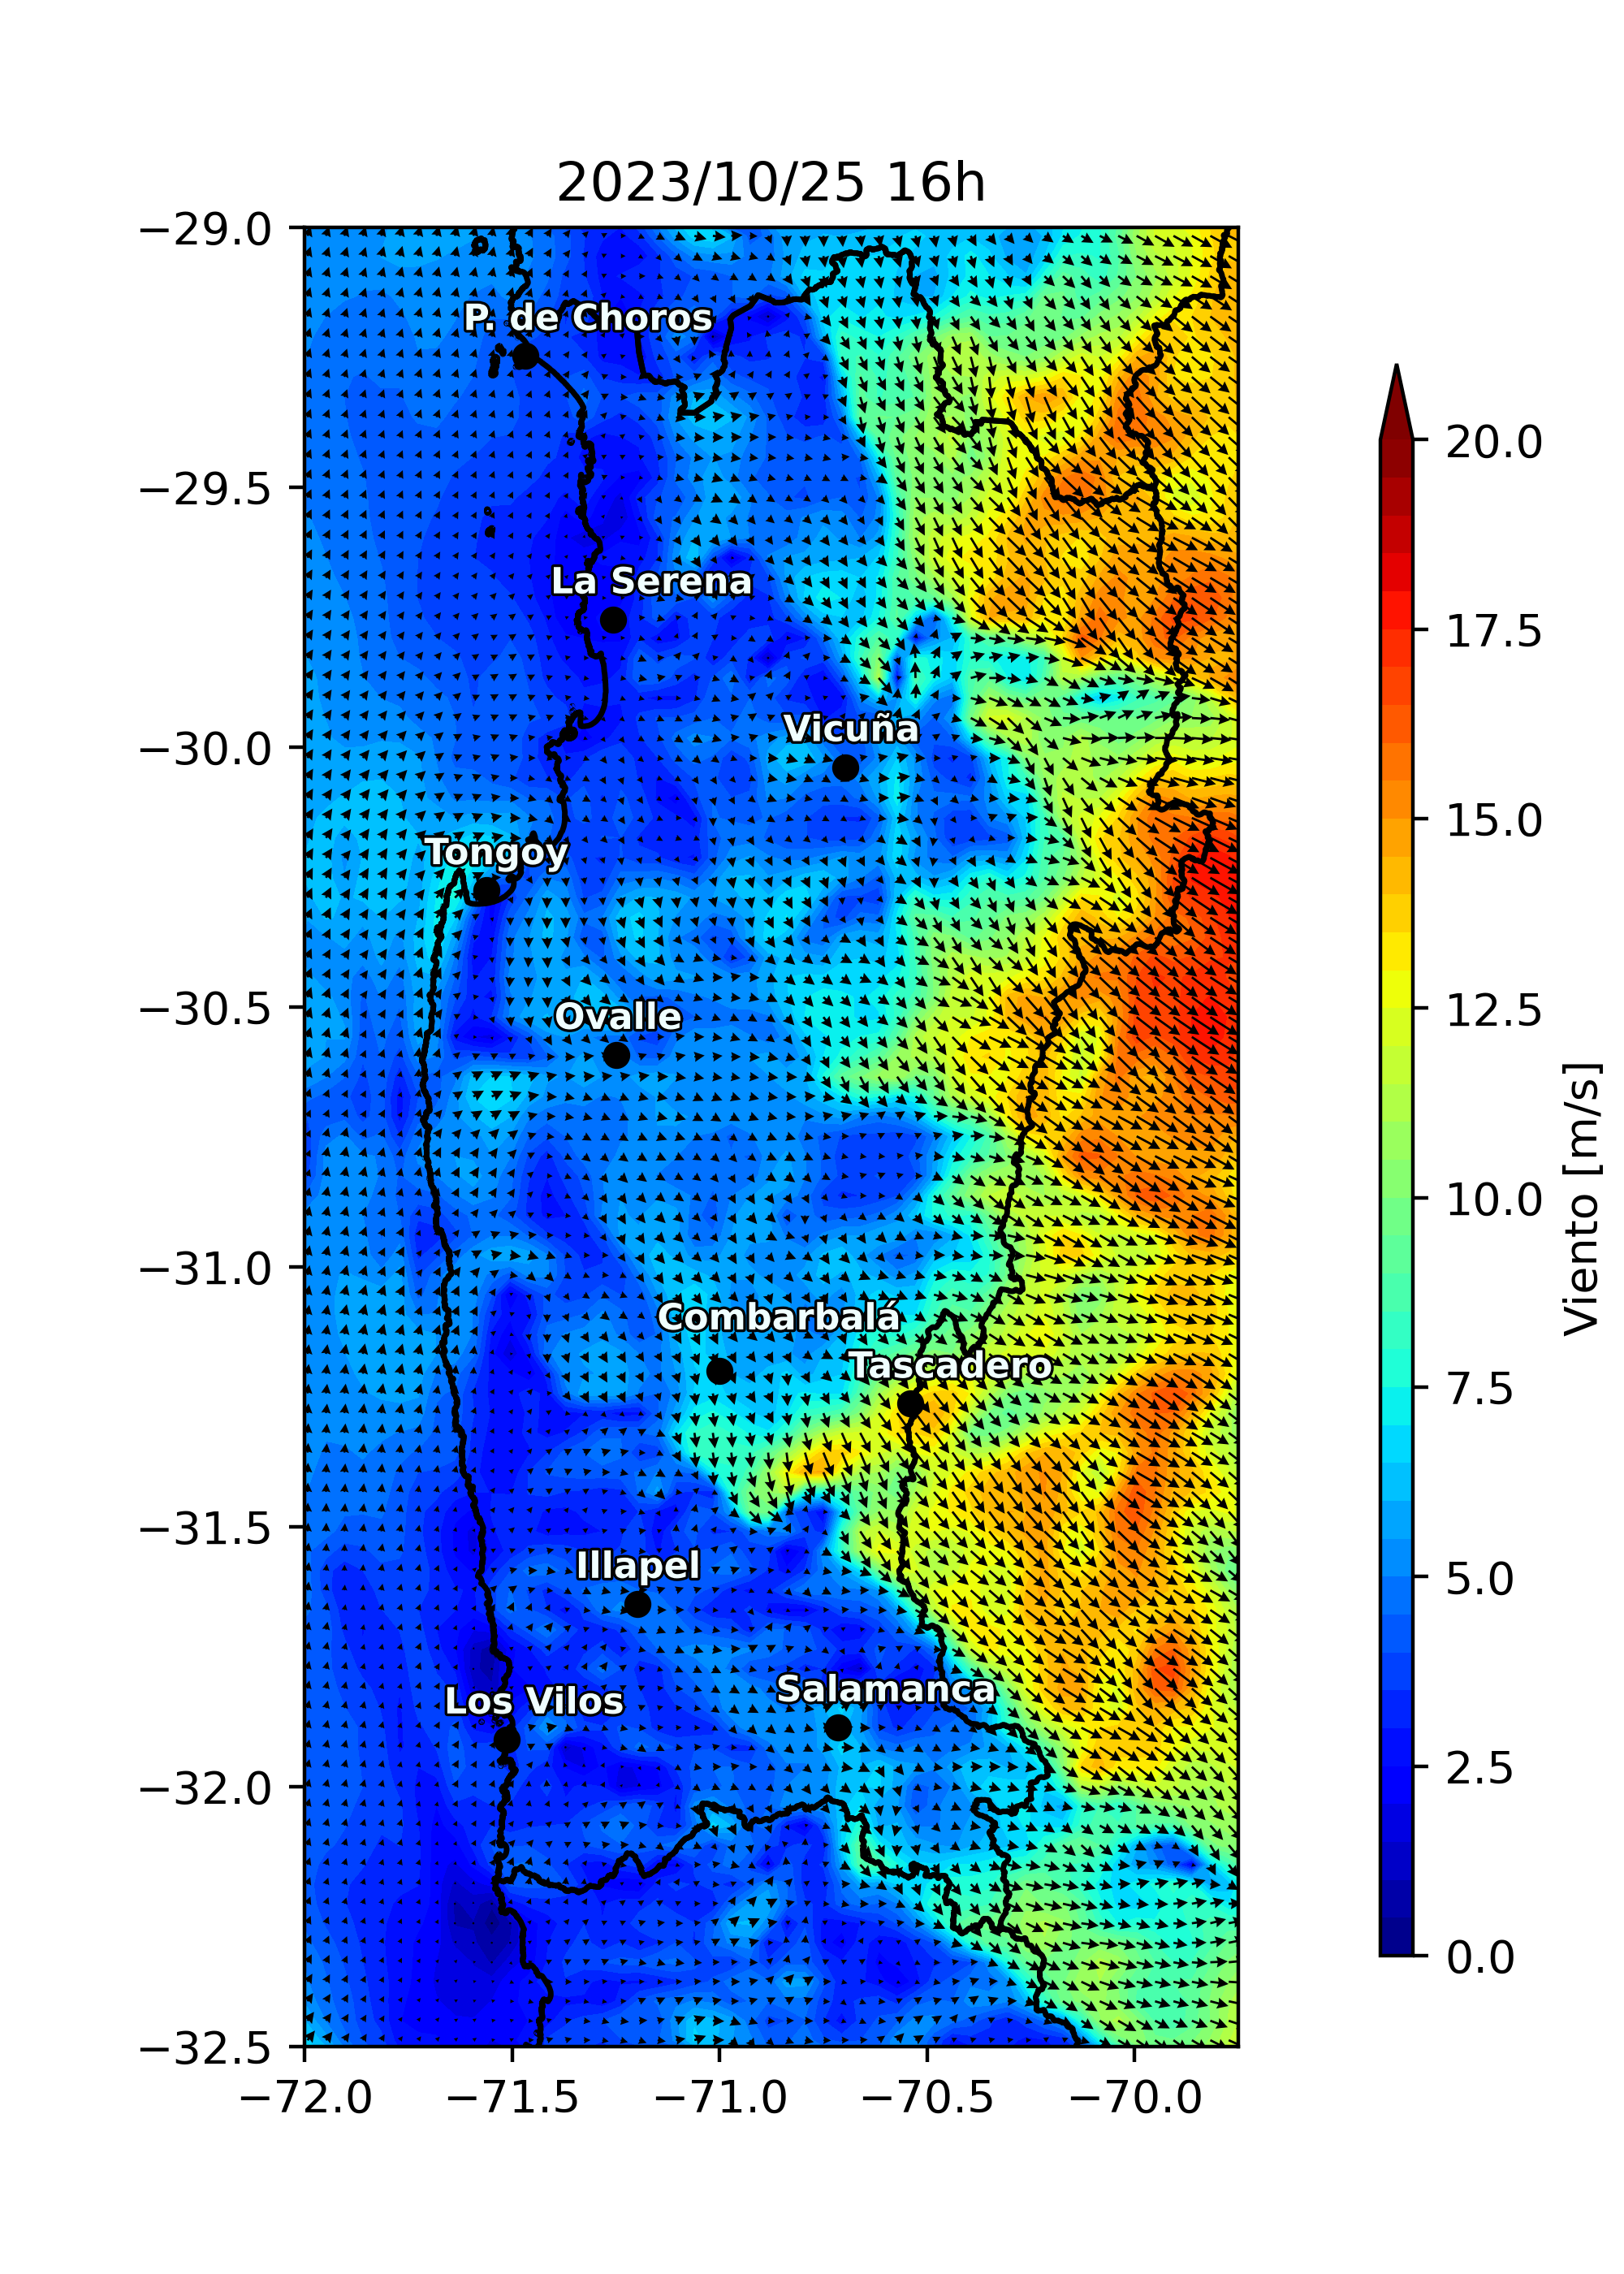 2023/10/25 16h
−29.0
−29.5
−30.0
−30.5
−31.0
−31.5
−32.0
−32.5
−72.0
−71.5
−71.0
−70.5
−70.0
P. de Choros
La Serena
Vicuña
Tongoy
Ovalle
Combarbalá
Tascadero
Illapel
Salamanca
Los Vilos
20.0
17.5
15.0
12.5
10.0
7.5
5.0
2.5
0.0
Viento [m/s]